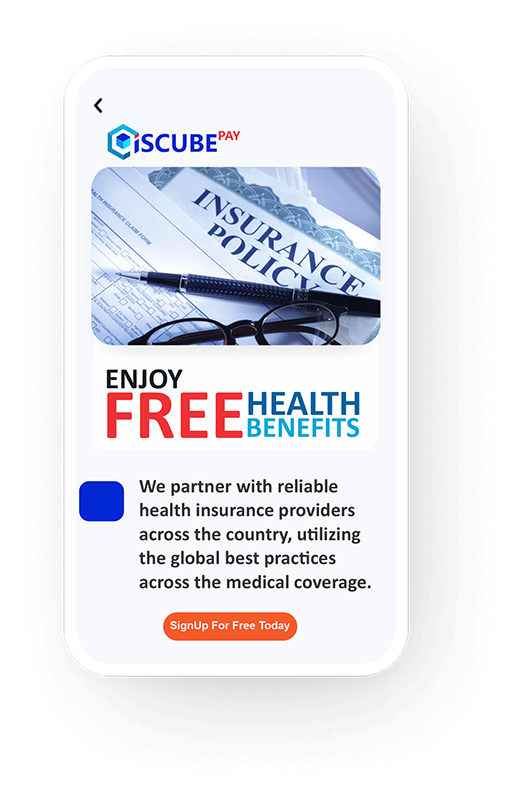 iSCUBE PAY
HEALTH INSURANCE CLAIM FORM
INSURANCE
POLICY
ENJOY
FREE HEALTH
BENEFITS
We partner with reliable
health insurance providers
across the country, utilizing
the global best practices
across the medical coverage.
SignUp For Free Today